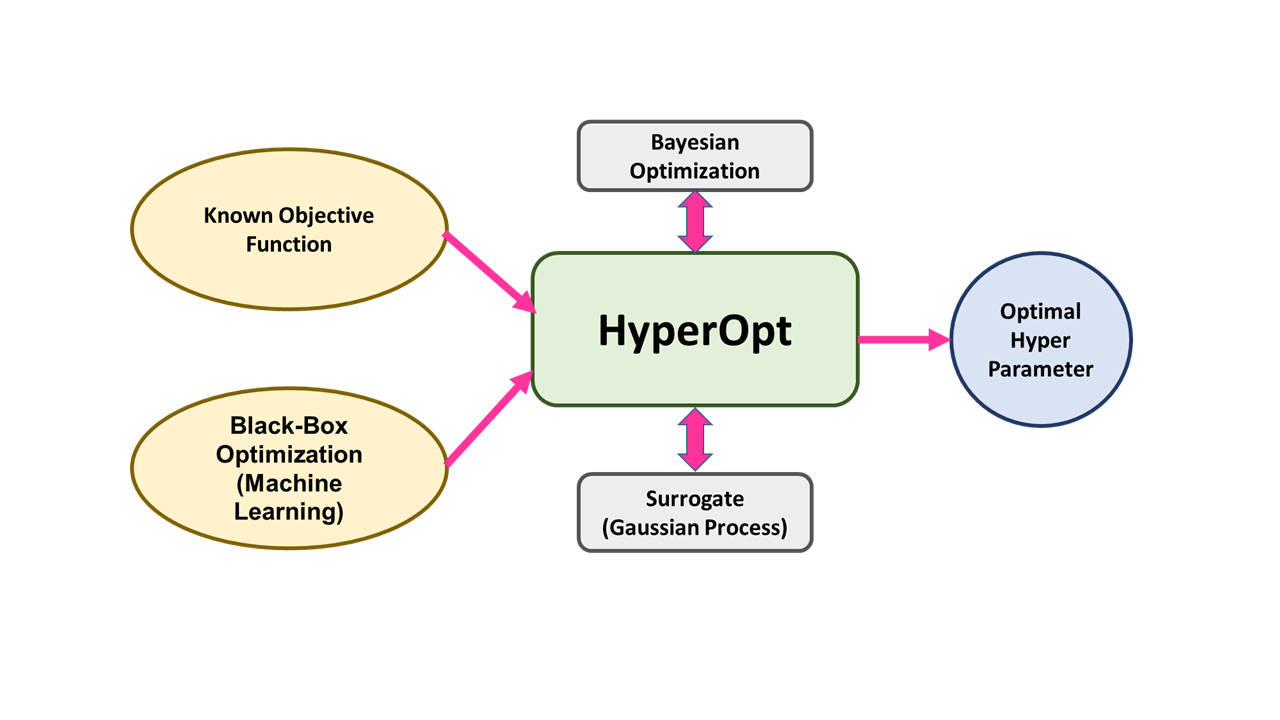 Known Objective
Function
Black-Box
Optimization
(Machine
Learning)
Bayesian
Optimization
HyperOpt
Surrogate
(Gaussian Process)
Optimal
Hyper
Parameter